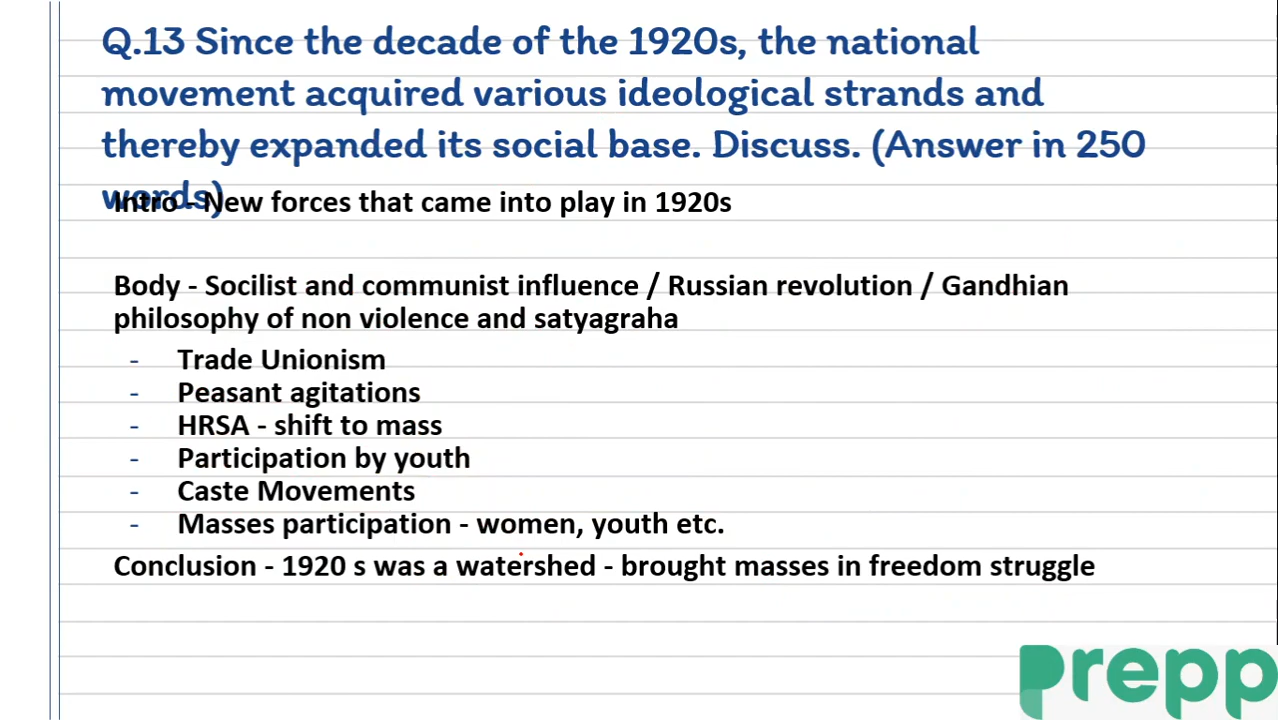 Q.13 Since the decade of the 1920s, the national
movement acquired various ideological strands and
thereby expanded its social base. Discuss. (Answer in 250
words)
Intro - New forces that came into play in 1920s
Body - Socilist and communist influence / Russian revolution / Gandhian
philosophy of non violence and satyagraha
- Trade Unionism
- Peasant agitations
- HRSA - shift to mass
- Participation by youth
- Caste Movements
- Masses participation - women, youth etc.
Conclusion - 1920 s was a watershed - brought masses in freedom struggle
prepp